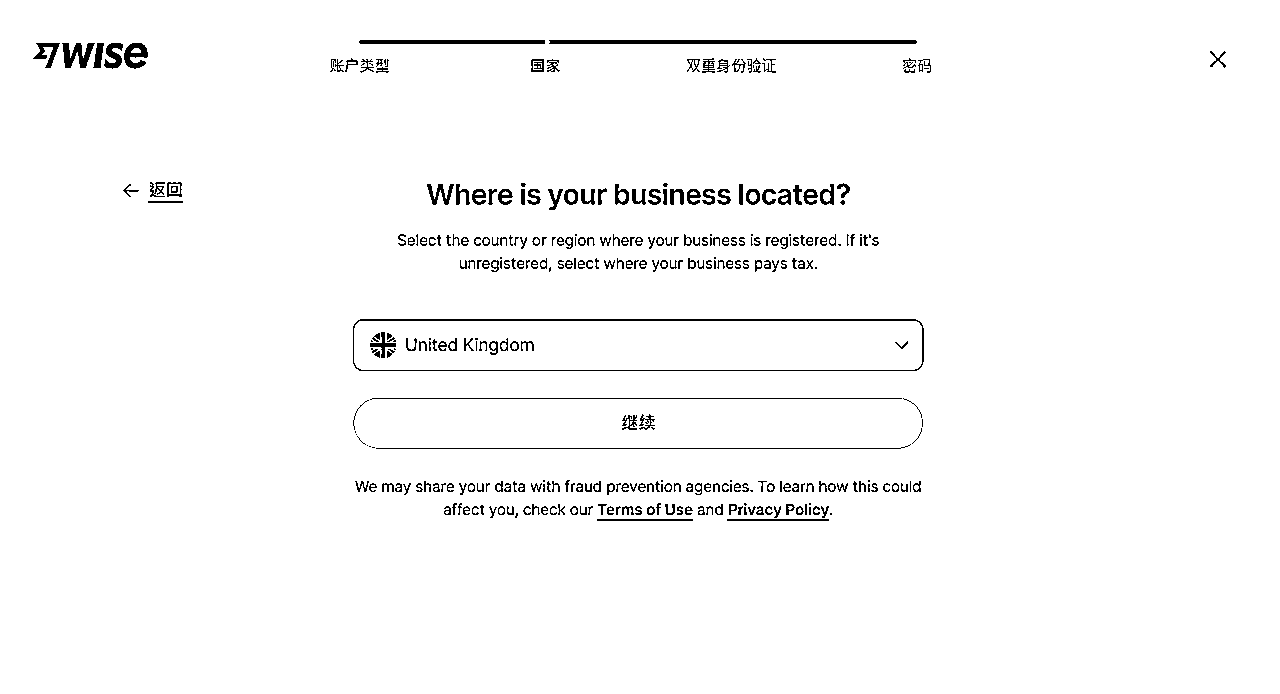 WISE
账户类型
国家
双重身份验证
密码
返回
Where is your business located?
Select the country or region where your business is registered. If it's
unregistered, select where your business pays tax.
United Kingdom
继续
We may share your data with fraud prevention agencies. To learn how this could
affect you, check our Terms of Use and Privacy Policy.